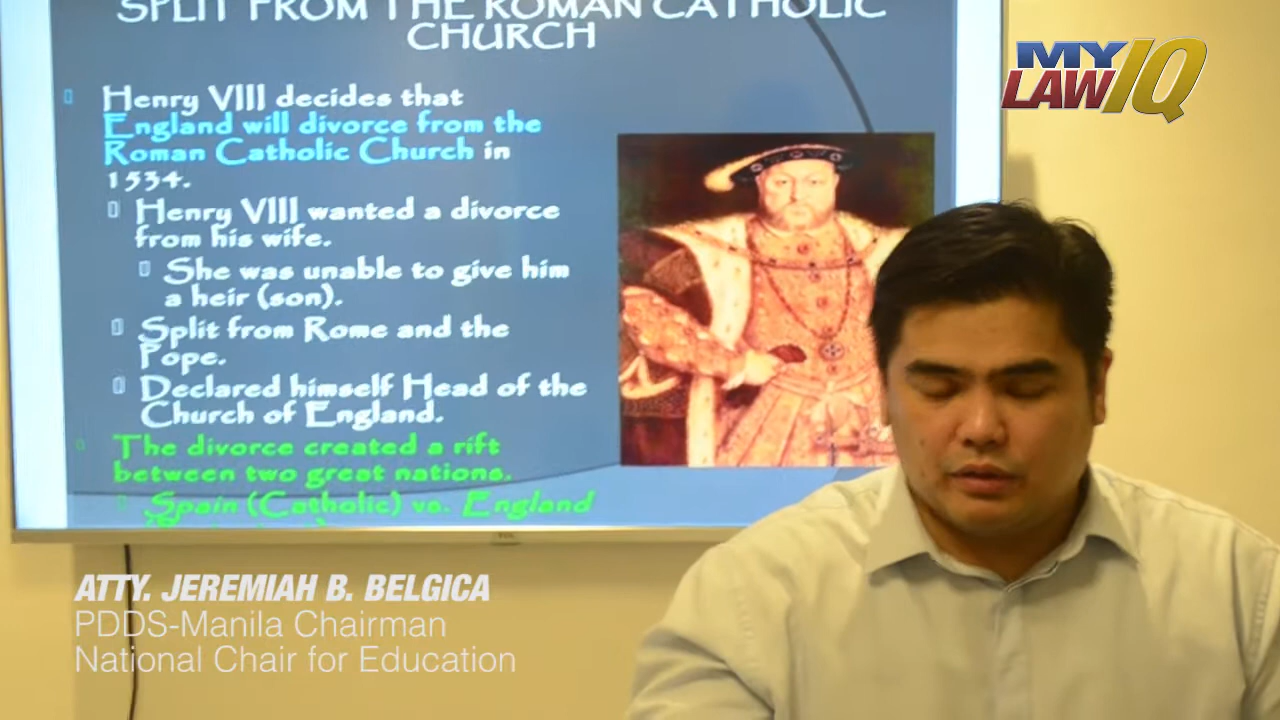 SPLIT FROM THE ROMAN CATHOLIC
CHURCH
MY
LAW IQ
Henry VIII decides that
England will divorce from the
Roman Catholic Church in
1534.
Henry VIII wanted a divorce
from his wife.
She was unable to give him
a heir (son).
Split from Rome and the
Pope.
Declared himself Head of the
Church of England.
The divorce created a rift
between two great nations.
Spain (Catholic) vs. England
ATTY. JEREMIAH B. BELGICA
PDDS-Manila Chairman
National Chair for Education